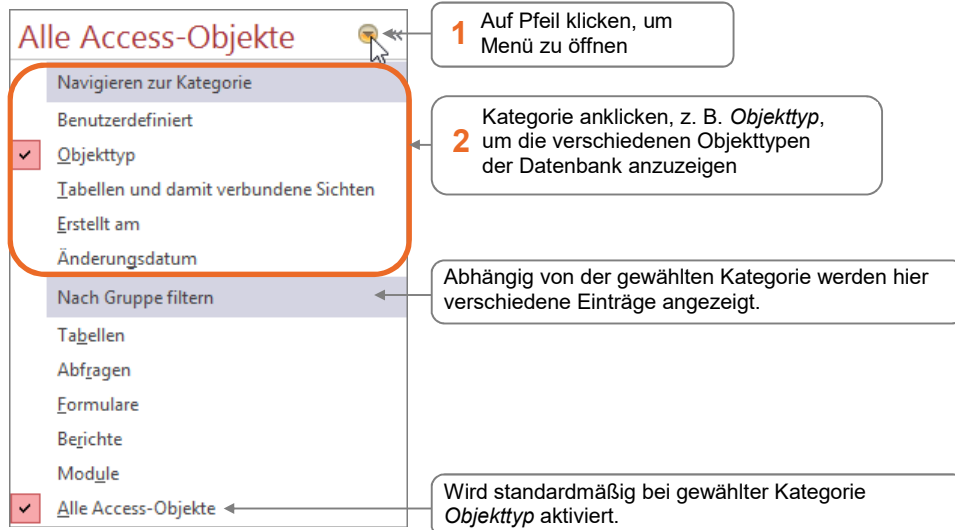 Alle Access-Objekte «
1 Auf Pfeil klicken, um
Menü zu öffnen
Navigieren zur Kategorie
Benutzerdefiniert
Objekttyp
Tabellen und damit verbundene Sichten
Erstellt am
Änderungsdatum
2 Kategorie anklicken, z. B. Objekttyp,
um die verschiedenen Objekttypen
der Datenbank anzuzeigen
Nach Gruppe filtern
Abhängig von der gewählten Kategorie werden hier
verschiedene Einträge angezeigt.
Tabellen
Abfragen
Formulare
Berichte
Module
Alle Access-Objekte
Wird standardmäßig bei gewählter Kategorie
Objekttyp aktiviert.